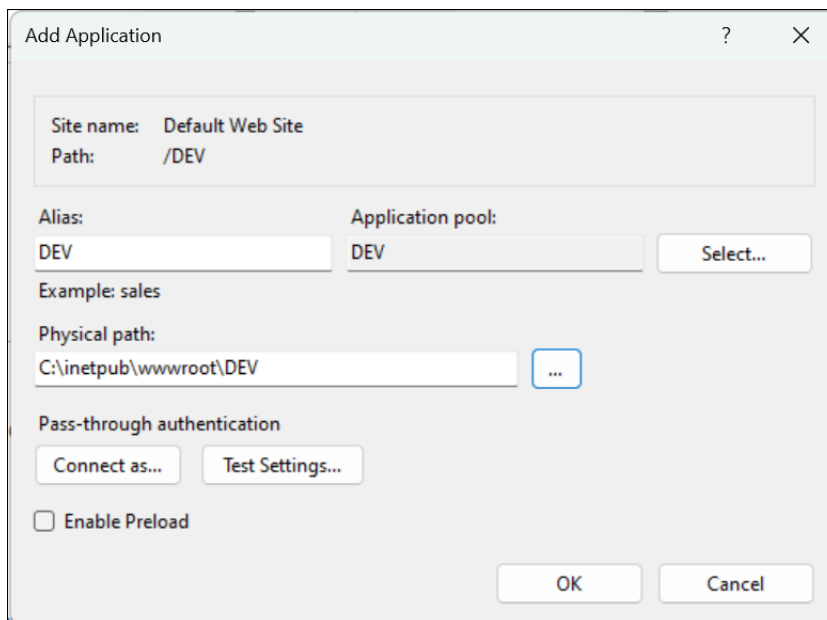 Add Application
?
Site name: Default Web Site
Path: /DEV
Alias: Application pool:
DEV DEV Select...
Example: sales
Physical path:
C:\inetpub\wwwroot\DEV ...
Pass-through authentication
Connect as... Test Settings...
Enable Preload
OK Cancel